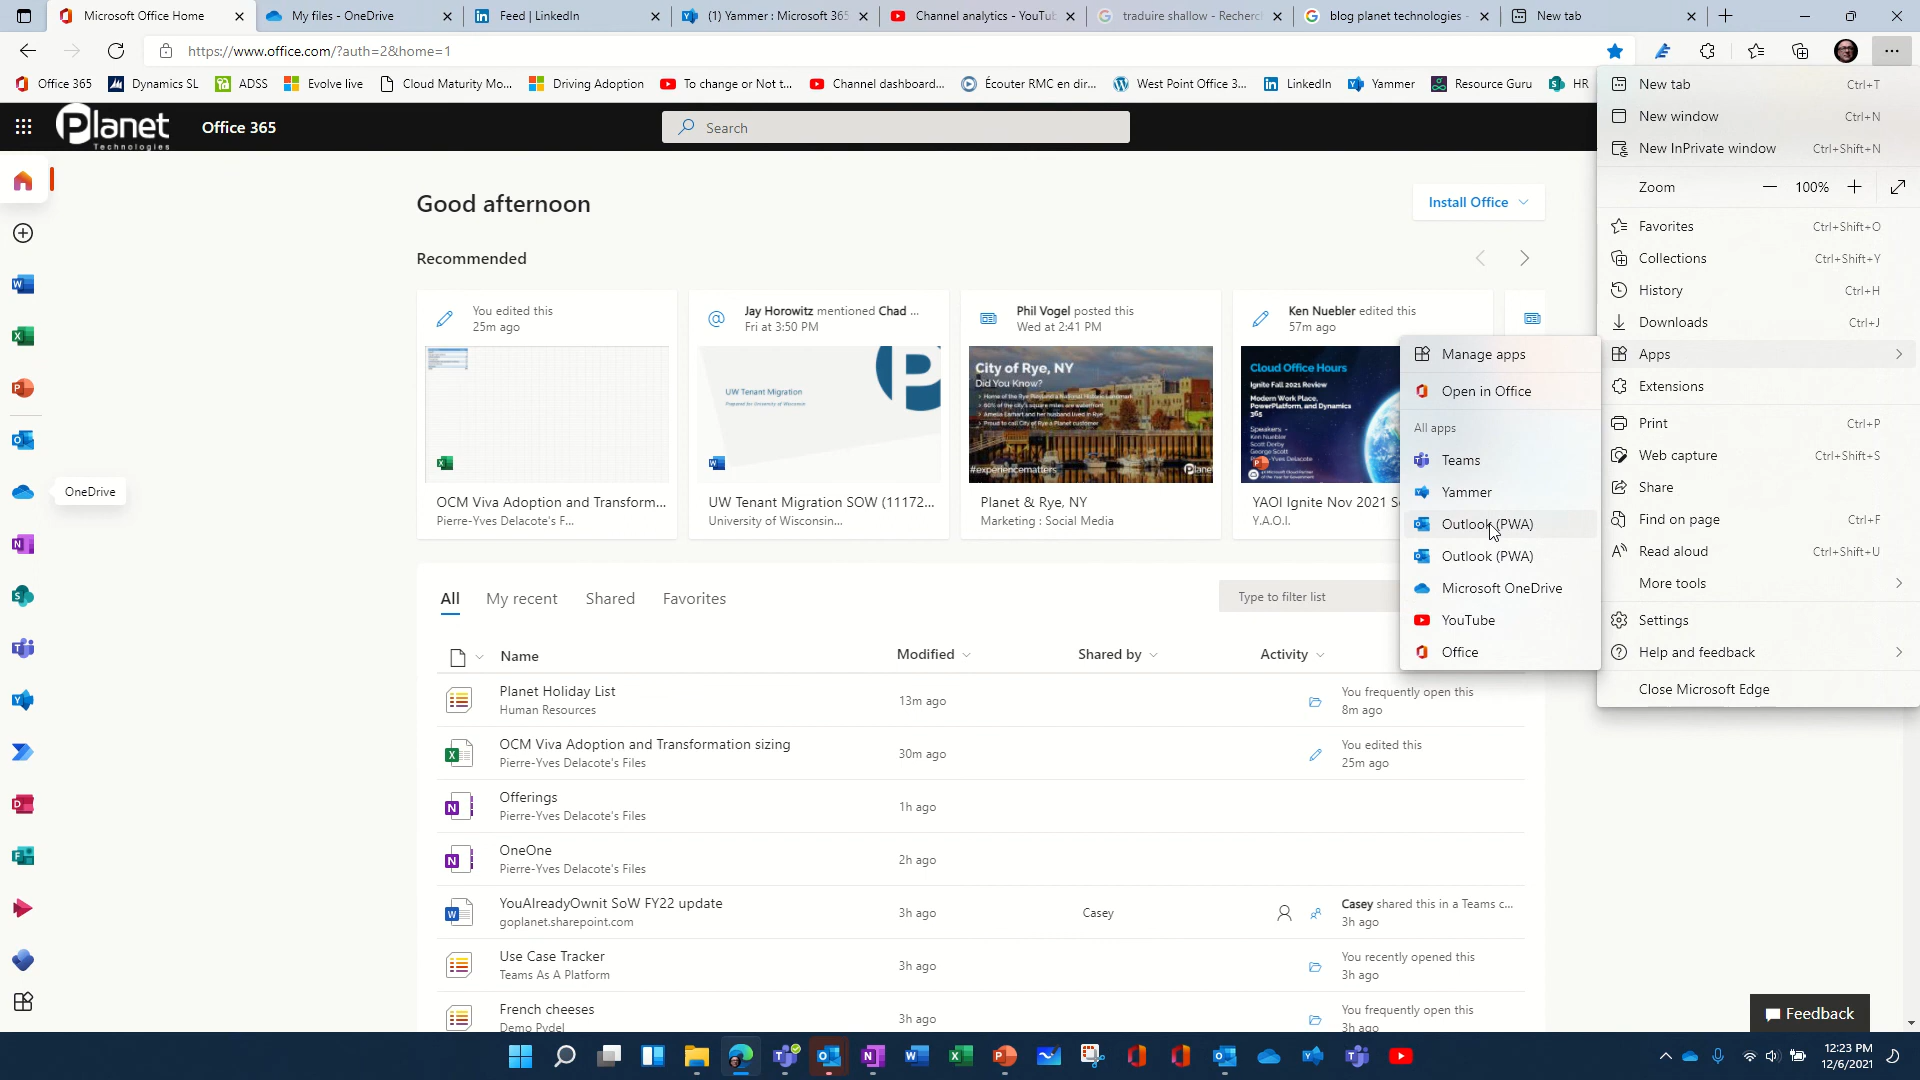 Microsoft Office Home
My files - OneDrive
Feed | LinkedIn
(1) Yammer : Microsoft 365
Channel analytics - YouTub
traduire shallow - Recherc
blog planet technologies -
New tab
https://www.office.com/?auth=2&home=1
Office 365
Dynamics SL
ADSS
Evolve live
Cloud Maturity Mo...
Driving Adoption
To change or Not t...
Channel dashboard...
Écouter RMC en dir...
West Point Office 3...
LinkedIn
Yammer
Resource Guru
HR
Planet
Technologies
Office 365
Search
Good afternoon
Install Office
Recommended
You edited this
25m ago
Jay Horowitz mentioned Chad ...
Fri at 3:50 PM
Phil Vogel posted this
Wed at 2:41 PM
Ken Nuebler edited this
57m ago
UW Tenant Migration
Prepared for University of Wisconsin
City of Rye, NY
Did You Know?
#experiencematters
Planet
Cloud Office Hours
Ignite Fall 2021 Review
Modern Work Place,
PowerPlatform, and Dynamics
365
Speakers -
Ken Nuebler
Scott Derby
George Scott
OCM Viva Adoption and Transform...
Pierre-Yves Delacote's F...
UW Tenant Migration SOW (11172...
University of Wisconsin...
Planet & Rye, NY
Marketing : Social Media
YAOI Ignite Nov 2021 S
Y.A.O.I.
OneDrive
All
My recent
Shared
Favorites
Type to filter list
Name
Modified
Shared by
Activity
Planet Holiday List
Human Resources
13m ago
You frequently open this
8m ago
OCM Viva Adoption and Transformation sizing
Pierre-Yves Delacote's Files
30m ago
You edited this
25m ago
Offerings
Pierre-Yves Delacote's Files
1h ago
OneOne
Pierre-Yves Delacote's Files
2h ago
YouAlreadyOwnit SoW FY22 update
goplanet.sharepoint.com
3h ago
Casey
Casey shared this in a Teams c...
3h ago
Use Case Tracker
Teams As A Platform
3h ago
You recently opened this
3h ago
French cheeses
Demo Pydel
3h ago
You frequently open this
3h ago
Manage apps
Open in Office
All apps
Teams
Yammer
Outlook (PWA)
Outlook (PWA)
Microsoft OneDrive
YouTube
Office
New tab Ctrl+T
New window Ctrl+N
New InPrivate window Ctrl+Shift+N
Zoom 100%
Favorites Ctrl+Shift+O
Collections Ctrl+Shift+Y
History Ctrl+H
Downloads Ctrl+J
Apps
Extensions
Print Ctrl+P
Web capture Ctrl+Shift+S
Share
Find on page Ctrl+F
Read aloud Ctrl+Shift+U
More tools
Settings
Help and feedback
Close Microsoft Edge
Feedback
12:23 PM
12/6/2021